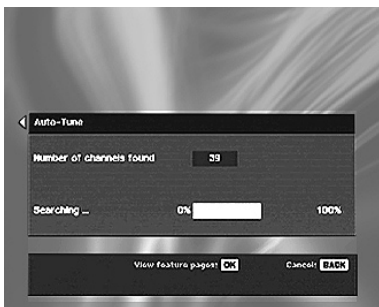 Auto-Tune
Number of channels found 39
Searching ... 0% 100%
View feature pages: OK Cancel: BACK